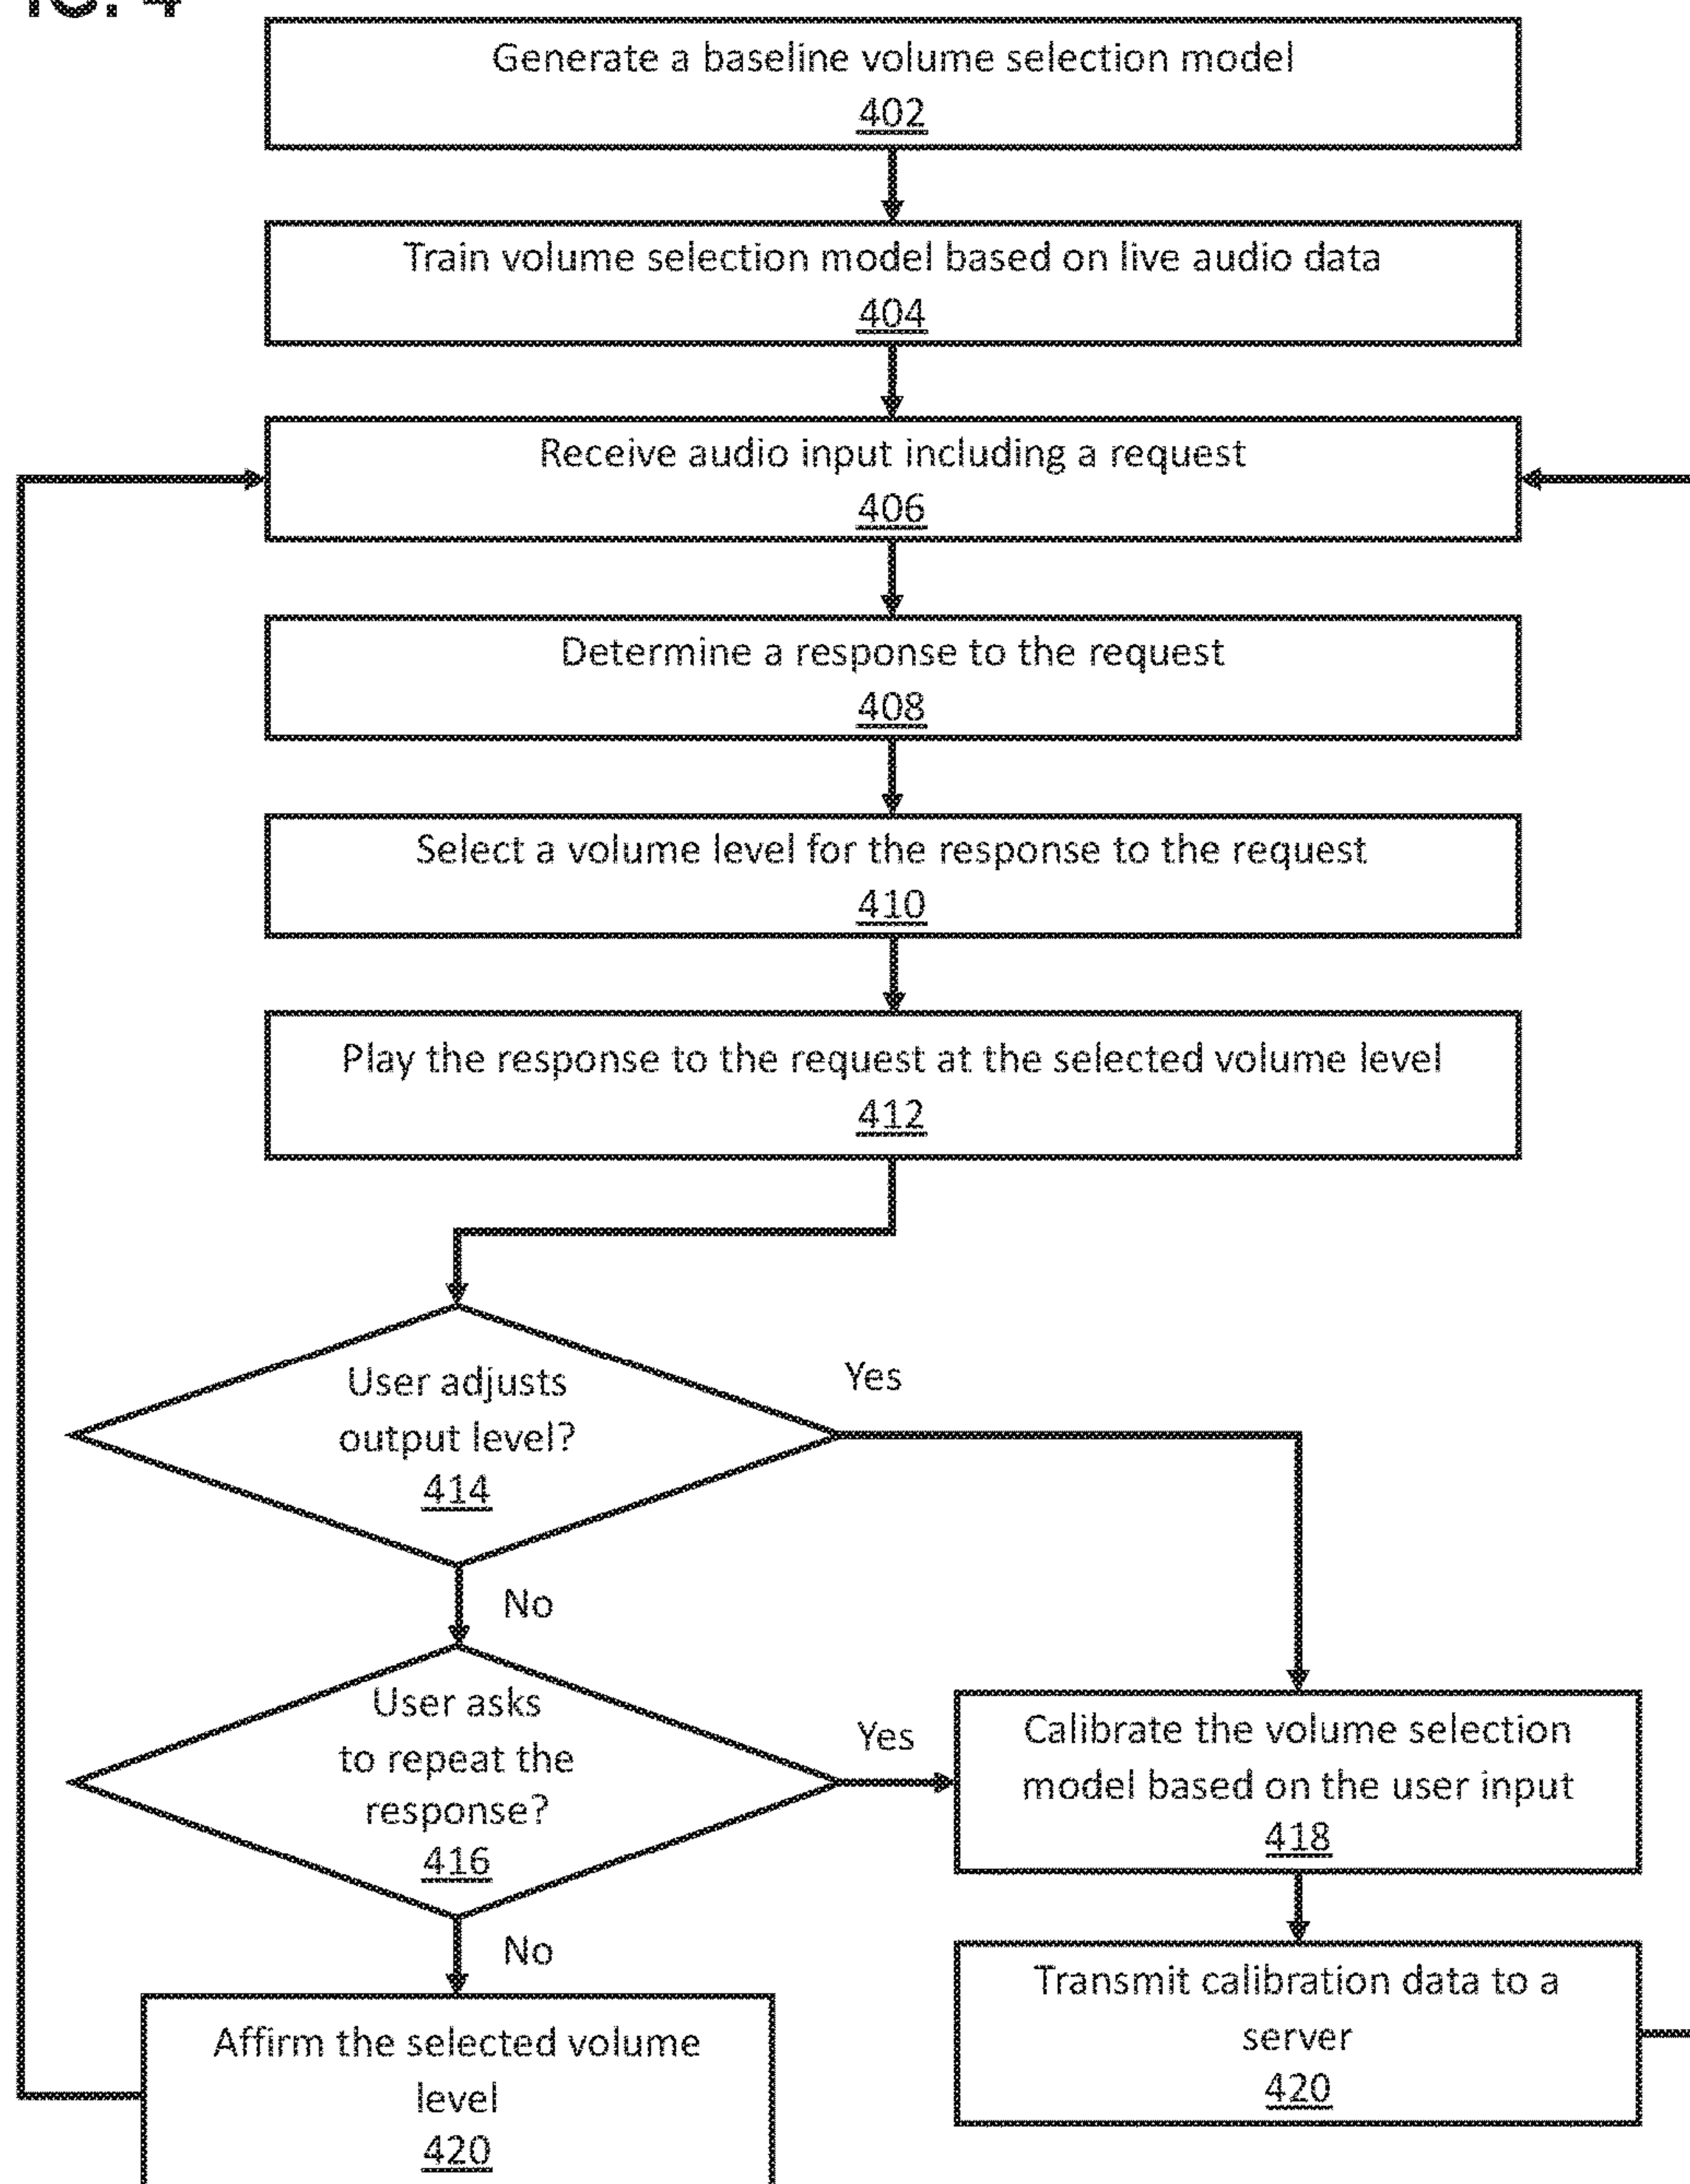 Generate a baseline volume selection model
402
Train volume selection model based on live audio data
404
Receive audio input including a request
406
Determine a response to the request
408
Select a volume level for the response to the request
410
Play the response to the request at the selected volume level
412
User adjusts
output level?
414
Yes
No
User asks
to repeat the
response?
416
Yes
Calibrate the volume selection
model based on the user input
418
No
Transmit calibration data to a
server
420
Affirm the selected volume
level
420